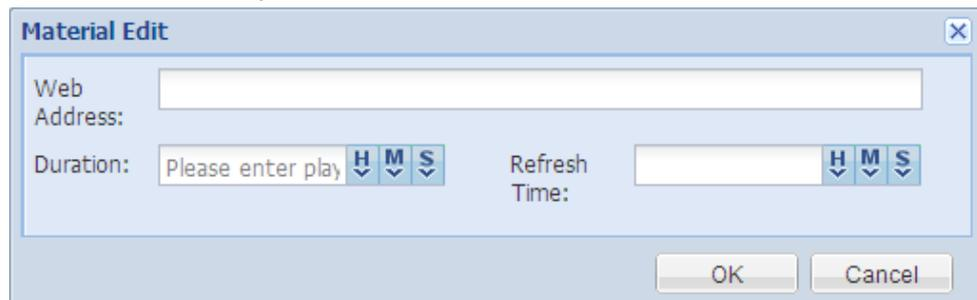 Material Edit
Web
Address:
Duration: Please enter play H M S Refresh H M S
Time:
OK Cancel